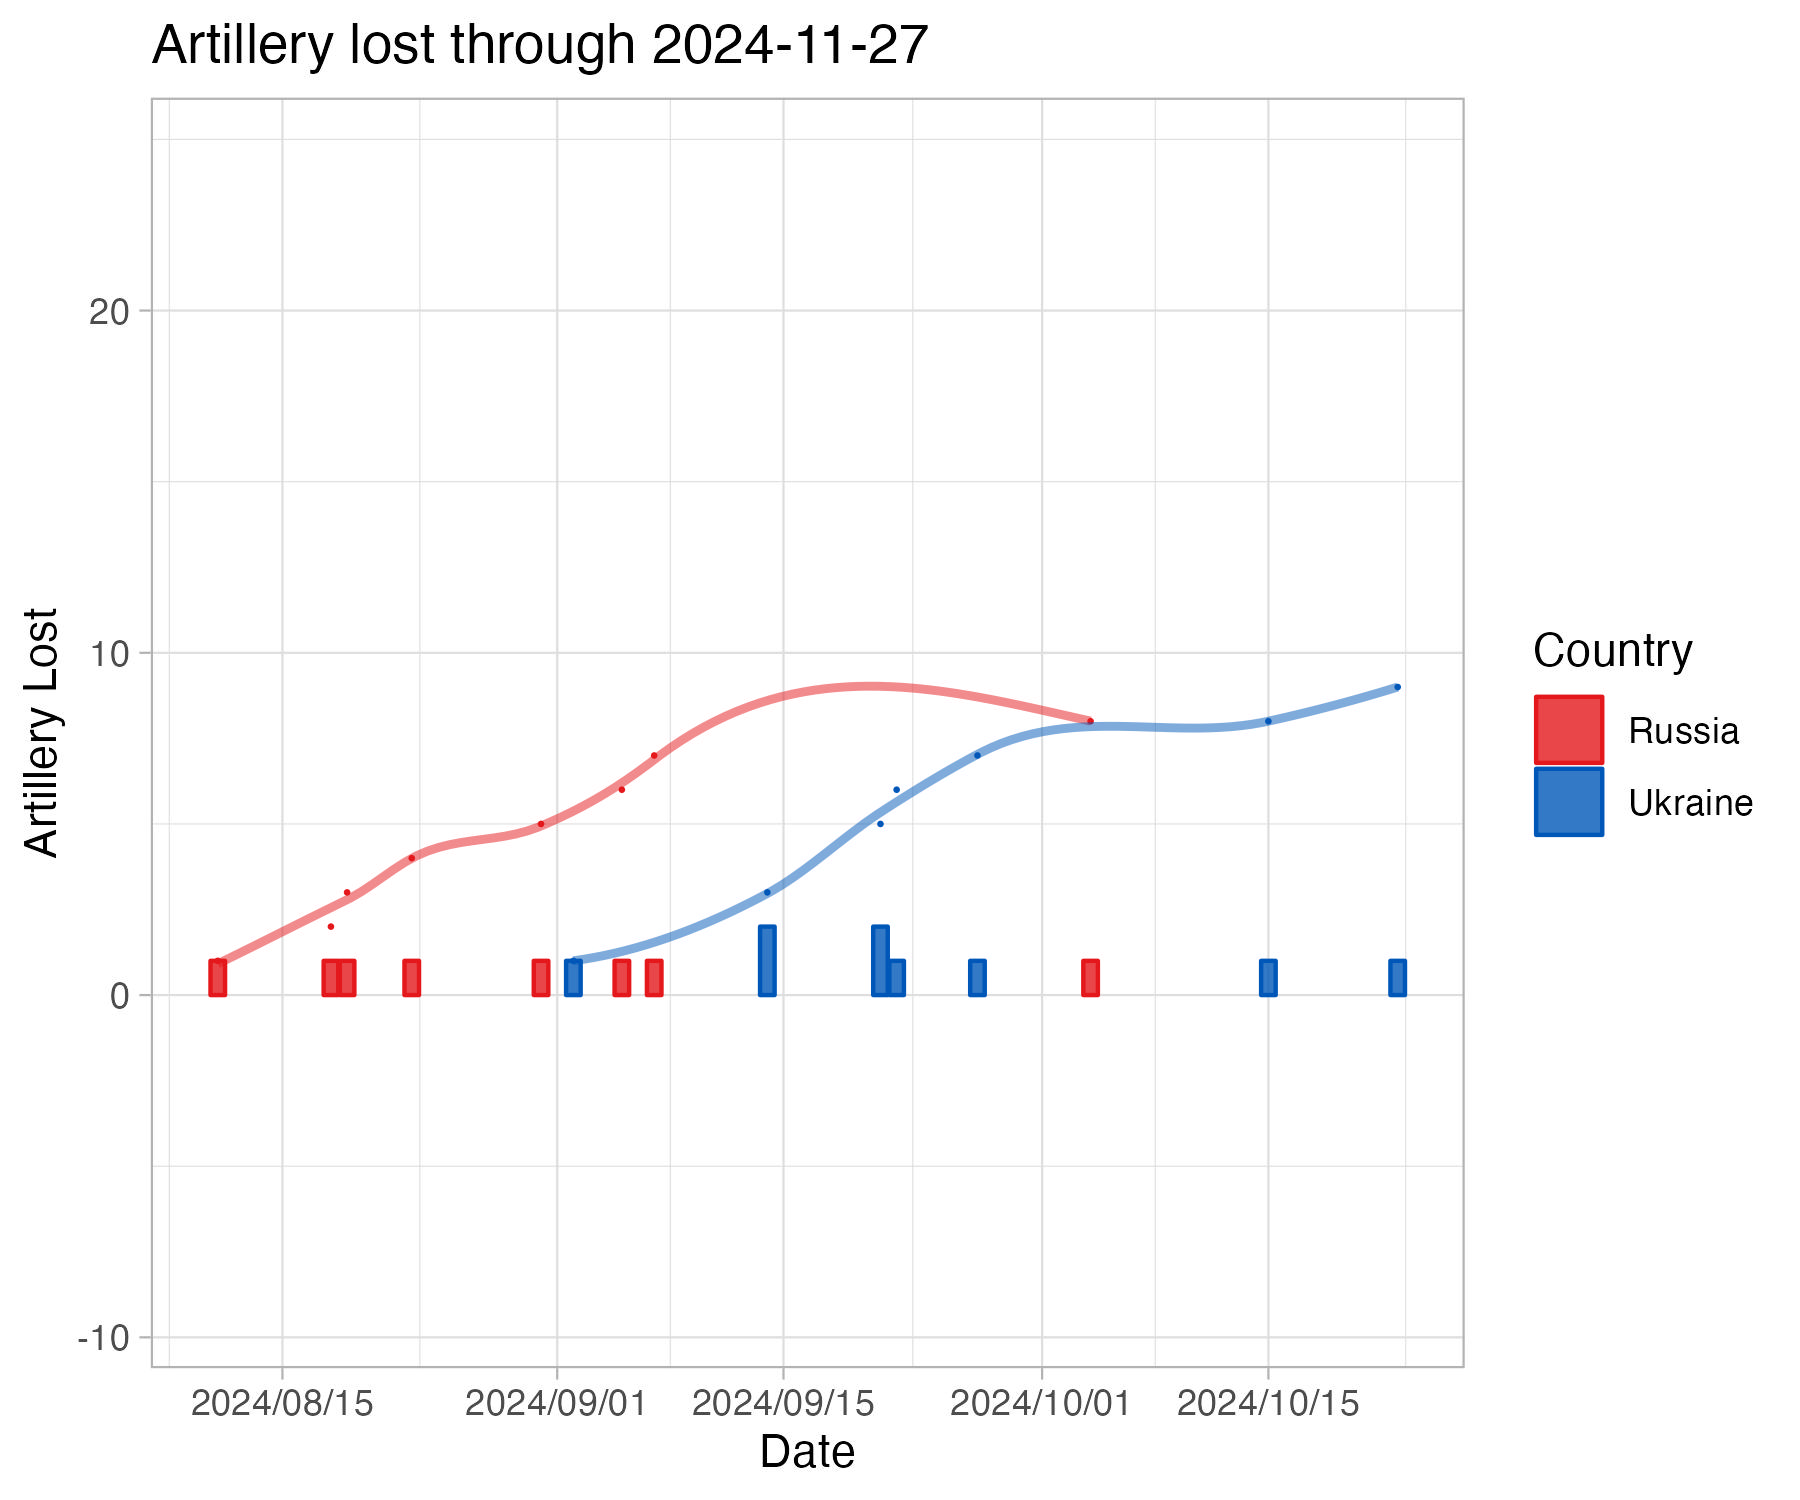 Artillery lost through 2024-11-27
Artillery Lost
20
10
0
-10
2024/08/15
2024/09/01
2024/09/15
2024/10/01
2024/10/15
Date
Country
Russia
Ukraine